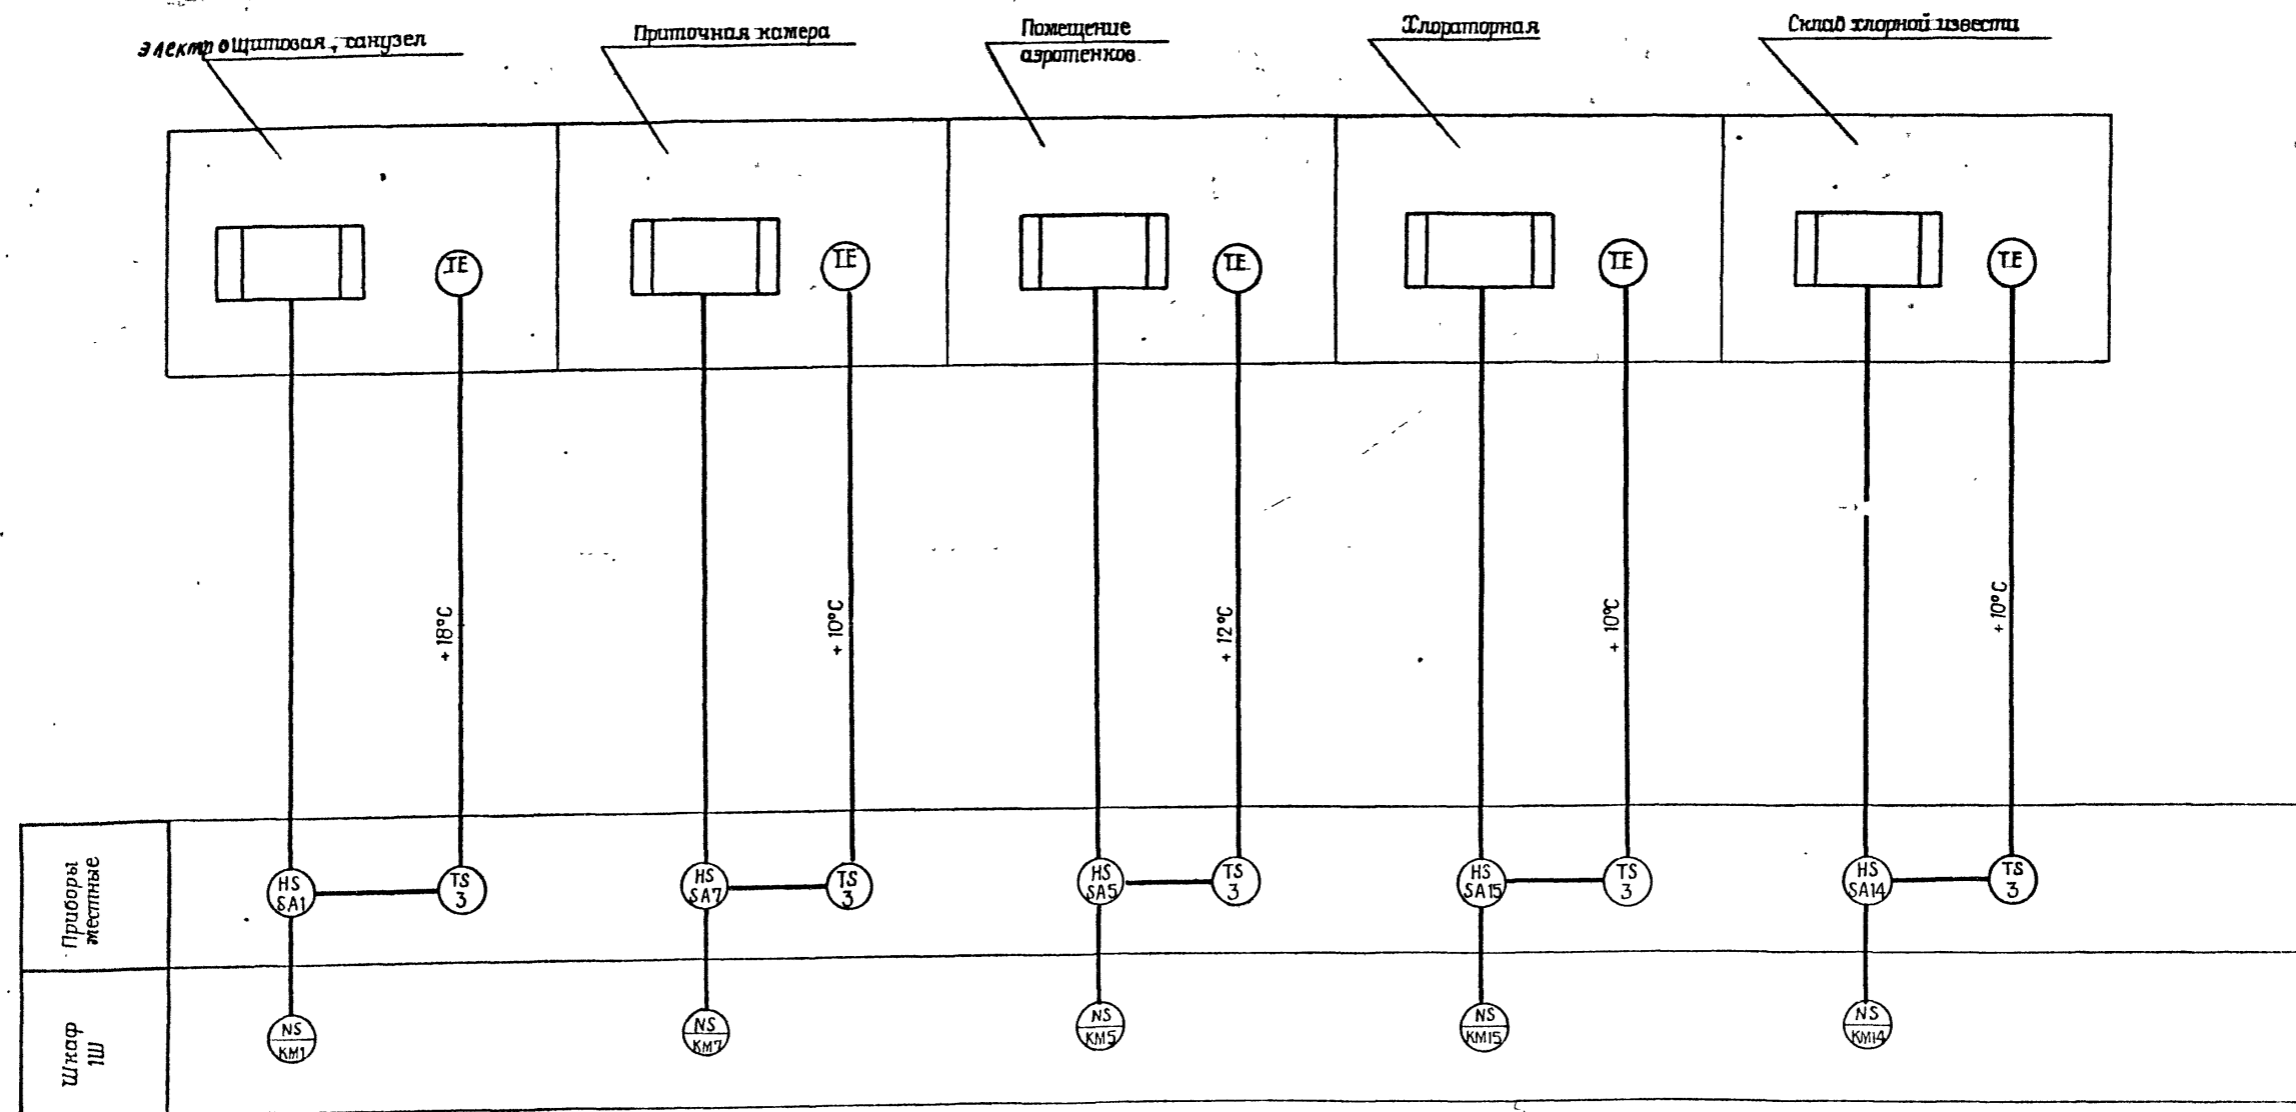 электрощитовая, санузел
Приточная камера
Помещение
аэротенков.
Хлораторная
Склад хлорной извести
TE
TE
TE
TE
TE
+18°C
+10°C
+12°C
+10°C
+10°C
Приборы
местные
HS
SA1
TS
3
HS
SA7
TS
3
HS
SA5
TS
3
HS
SA15
TS
3
HS
SA14
TS
3
Шкаф
1Ш
NS
KM1
NS
KM7
NS
KM5
NS
KM15
NS
KM14